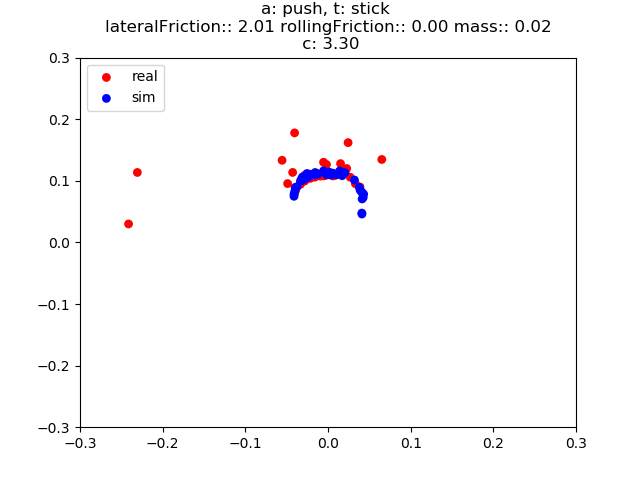 a: push, t: stick
lateralFriction:: 2.01 rollingFriction:: 0.00 mass:: 0.02
c: 3.30
real
sim
0.3
0.2
0.1
0.0
−0.1
−0.2
−0.3
−0.3 −0.2 −0.1 0.0 0.1 0.2 0.3